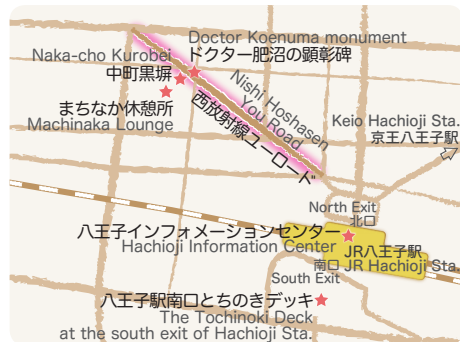 Doctor Koenuma monument
ドクター肥沼の顕彰碑
Naka-cho Kurobei
中町黒塀
まちなか休憩所
Machinaka Lounge
Nishi Hoshasen
You Road
西放射線ユーロード
Keio Hachioji Sta.
京王八王子駅
North Exit
北口
八王子インフォメーションセンター
Hachioji Information Center
JR八王子駅
JR Hachioji Sta.
南口
South Exit
八王子駅南口とちのきデッキ
The Tochinoki Deck
at the south exit of Hachioji Sta.